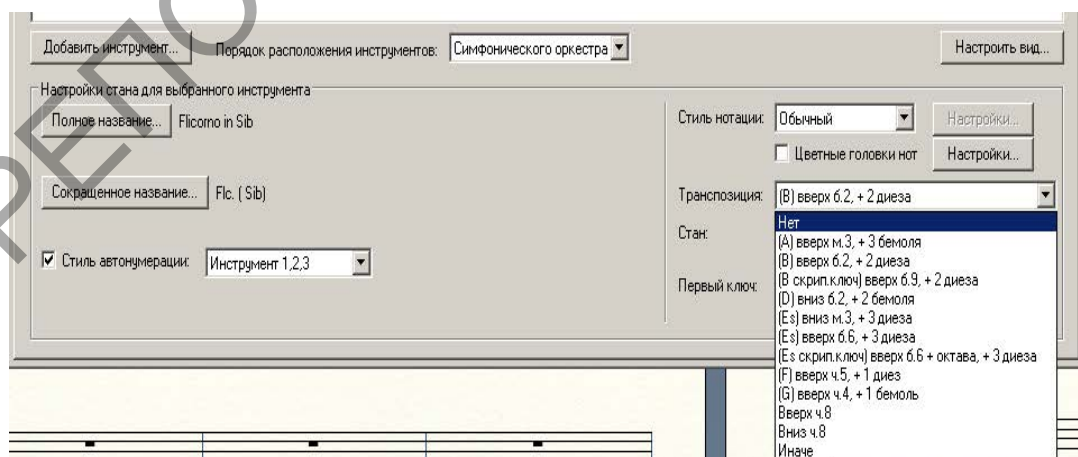 Добавить инструмент...
Порядок расположения инструментов:
Симфонического оркестра
Настроить вид...
Настройки стана для выбранного инструмента
Полное название...
Flicorno in Sib
Сокращенное название...
Flc. ( Sib)
Стиль автонумерации:
Инструмент 1,2,3
Стиль нотации:
Обычный
Настройки...
Цветные головки нот
Настройки...
Транспозиция:
(B) вверх б.2, + 2 диеза
Стан:
Первый ключ:
Нет
(A) вверх м.3, + 3 бемоля
(B) вверх б.2, + 2 диеза
(B скрип.ключ) вверх б.9, + 2 диеза
(D) вниз б.2, + 2 бемоля
(Es) вниз м.3, + 3 диеза
(Es) вверх б.6, + 3 диеза
(Es скрип.ключ) вверх б.6 + октава, + 3 диеза
(F) вверх ч.5, + 1 диез
(G) вверх ч.4, + 1 бемоль
Вверх ч.8
Вниз ч.8
Иначе